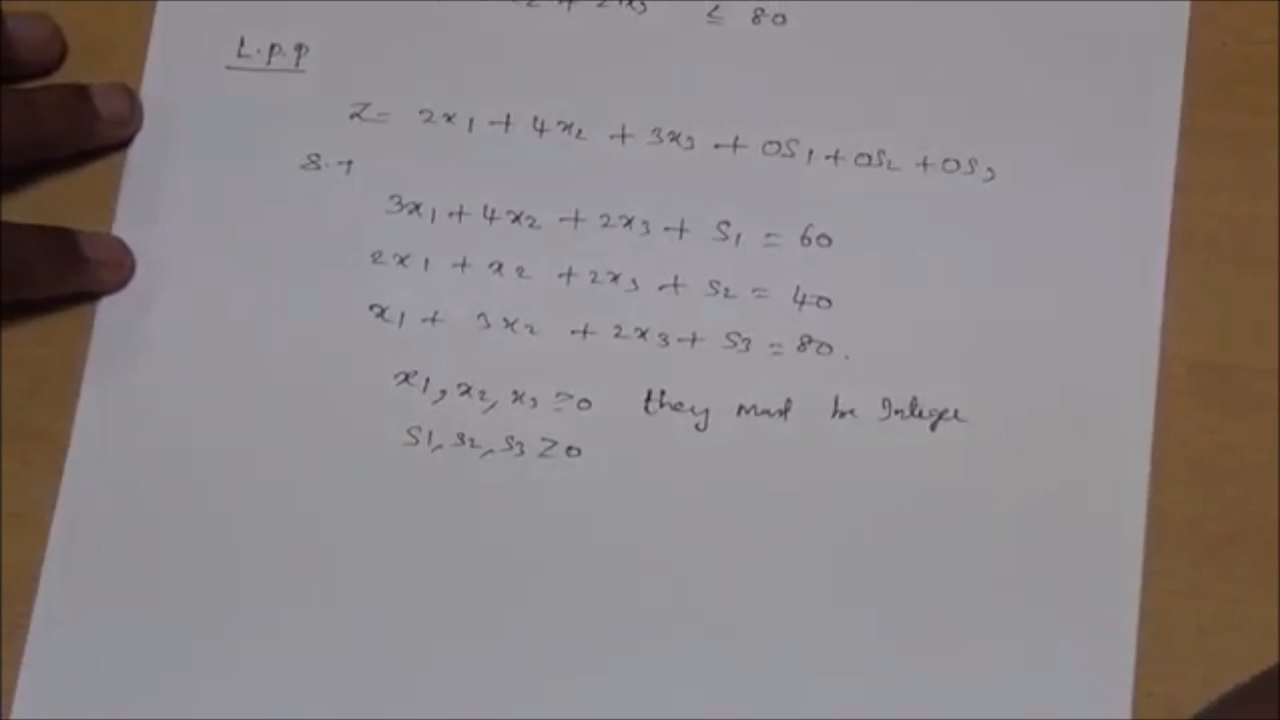 ≤ 80
L.p.p
Z= 2x1 + 4x2 + 3x3 + 0S1 + 0S2 + 0S3
S.t
3x1 + 4x2 + 2x3 + S1 = 60
2x1 + x2 + 2x3 + S2 = 40
x1 + 3x2 + 2x3 + S3 = 80.
x1, x2, x3 ≥0 they must be Integer
S1, S2, S3 ≥0